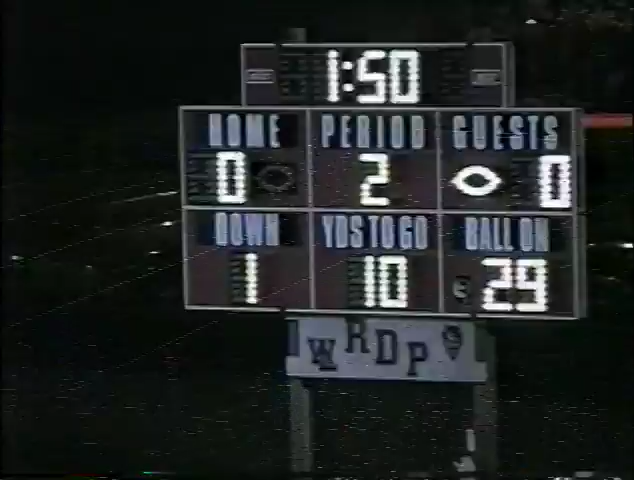 1:50
HOME PERIOD GUESTS
0 2 0
DOWN YDS TO GO BALL ON
1 10 29
WRDP